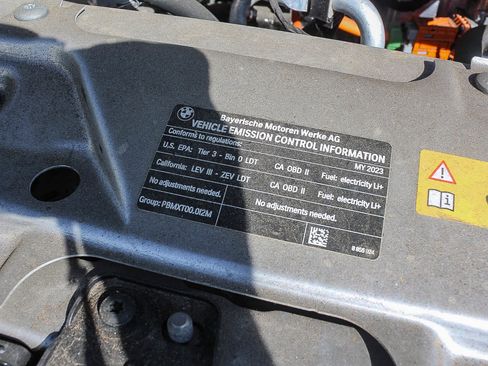 BMW
Bayerische Motoren Werke AG
VEHICLE EMISSION CONTROL INFORMATION
Conforms to regulations: MY 2023
U.S. EPA: Tier 3 - Bin 0 LDT CA OBD II Fuel: electricity Li+
California: LEV III - ZEV LDT CA OBD II Fuel: electricity Li+
No adjustments needed. No adjustments needed.
Group: PBMXT00.0I2M